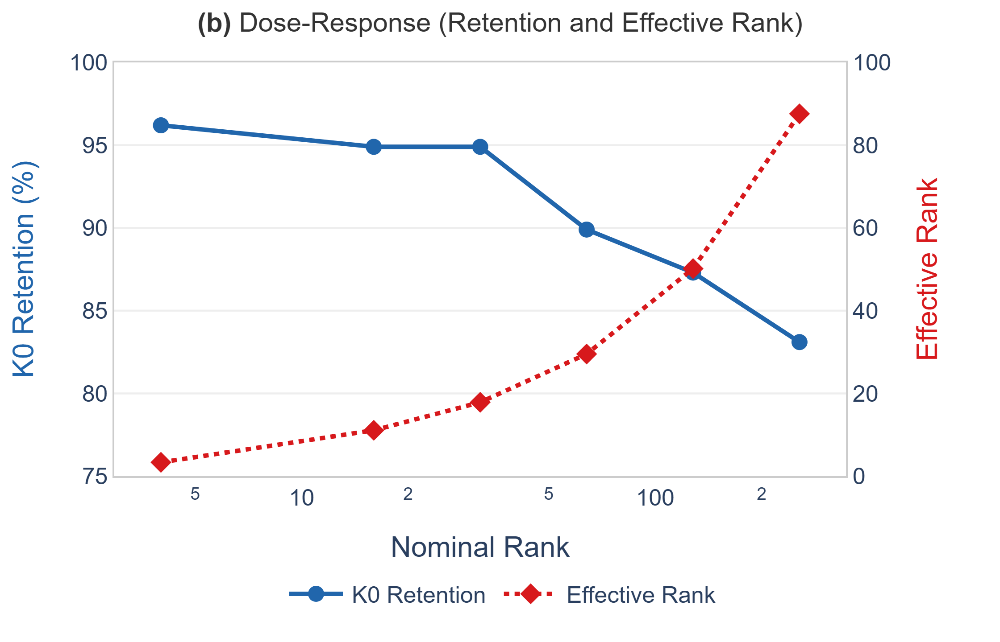 (b) Dose-Response (Retention and Effective Rank)
100
95
90
85
80
75
K0 Retention (%)
100
80
60
40
20
0
Effective Rank
5 10 2 5 100 2
Nominal Rank
K0 Retention Effective Rank